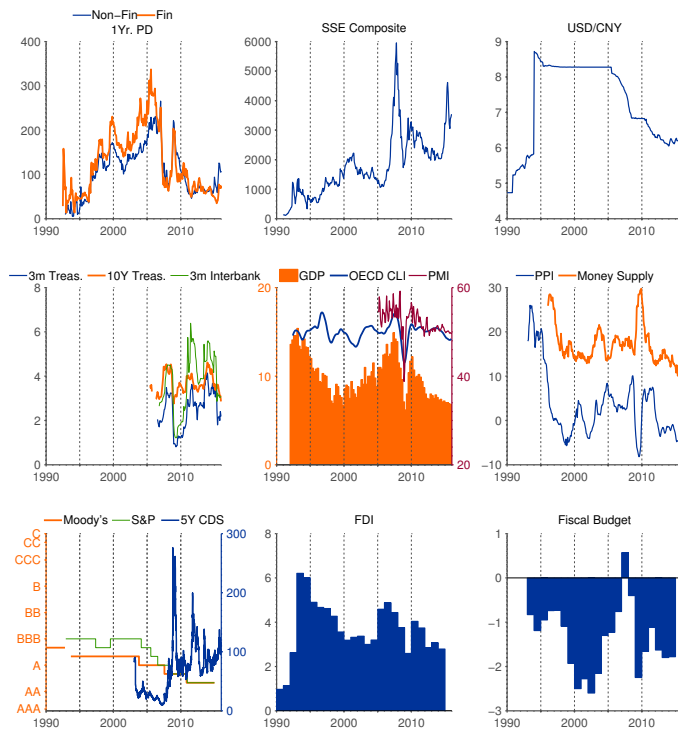 Non-Fin Fin
1Yr. PD
400
300
200
100
0
1990 2000 2010
SSE Composite
6000
5000
4000
3000
2000
1000
0
1990 2000 2010
USD/CNY
9
8
7
6
5
4
1990 2000 2010
3m Treas. 10Y Treas. 3m Interbank
8
6
4
2
0
1990 2000 2010
GDP OECD CLI PMI
20 60
10 40
0 20
1990 2000 2010
PPI Money Supply
30
20
10
0
−10
1990 2000 2010
Moody's S&P 5Y CDS
C 300
CC
CCC
B 200
BB
BBB 100
A
AA
AAA 0
1990 2000 2010
FDI
8
6
4
2
0
1990 2000 2010
Fiscal Budget
1
0
−1
−2
−3
1990 2000 2010